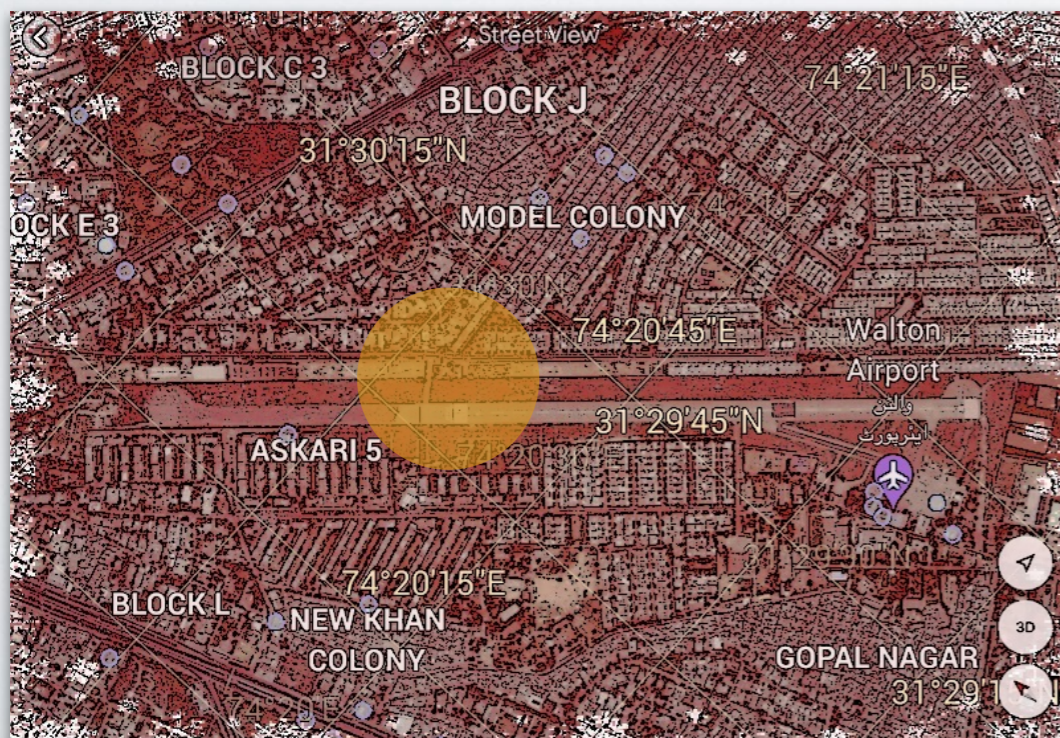 Street View
BLOCK C 3
74°21'15"E
BLOCK J
31°30'15"N
OCK E 3
MODEL COLONY
74°20'45"E
Walton
Airport
والٹن
ایئرپورٹ
31°29'45"N
ASKARI 5
74°20'15"E
BLOCK L
NEW KHAN
COLONY
3D
GOPAL NAGAR